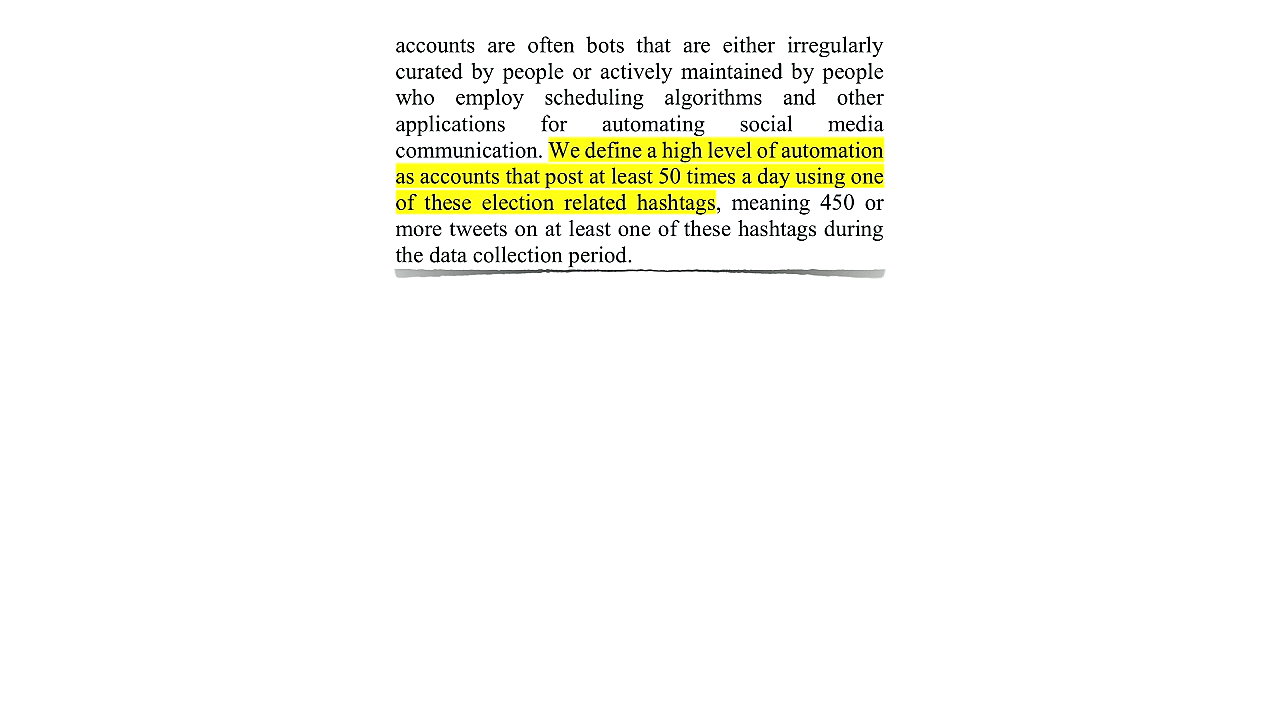 accounts are often bots that are either irregularly
curated by people or actively maintained by people
who employ scheduling algorithms and other
applications for automating social media
communication. We define a high level of automation
as accounts that post at least 50 times a day using one
of these election related hashtags, meaning 450 or
more tweets on at least one of these hashtags during
the data collection period.